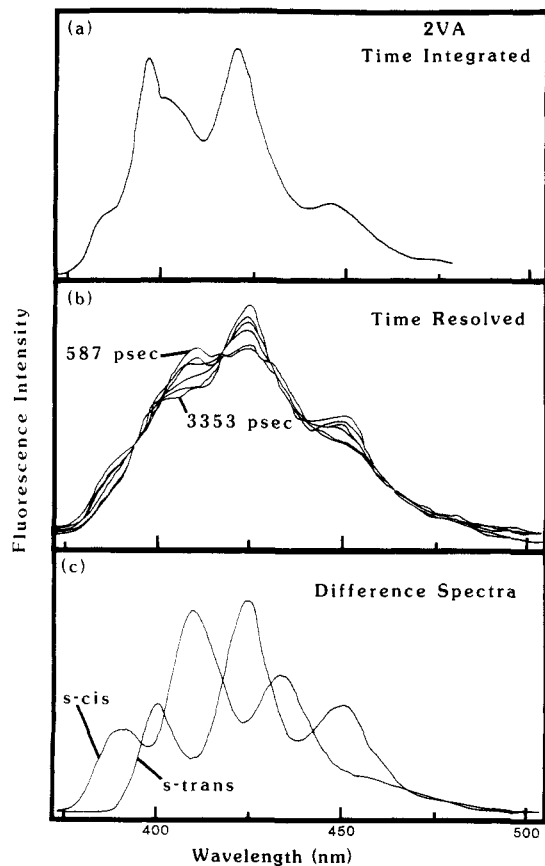 (a)
2VA
Time Integrated
(b)
Time Resolved
587 psec
3353 psec
Fluorescence Intensity
(c)
Difference Spectra
s-cis
s-trans
400
450
500
Wavelength (nm)